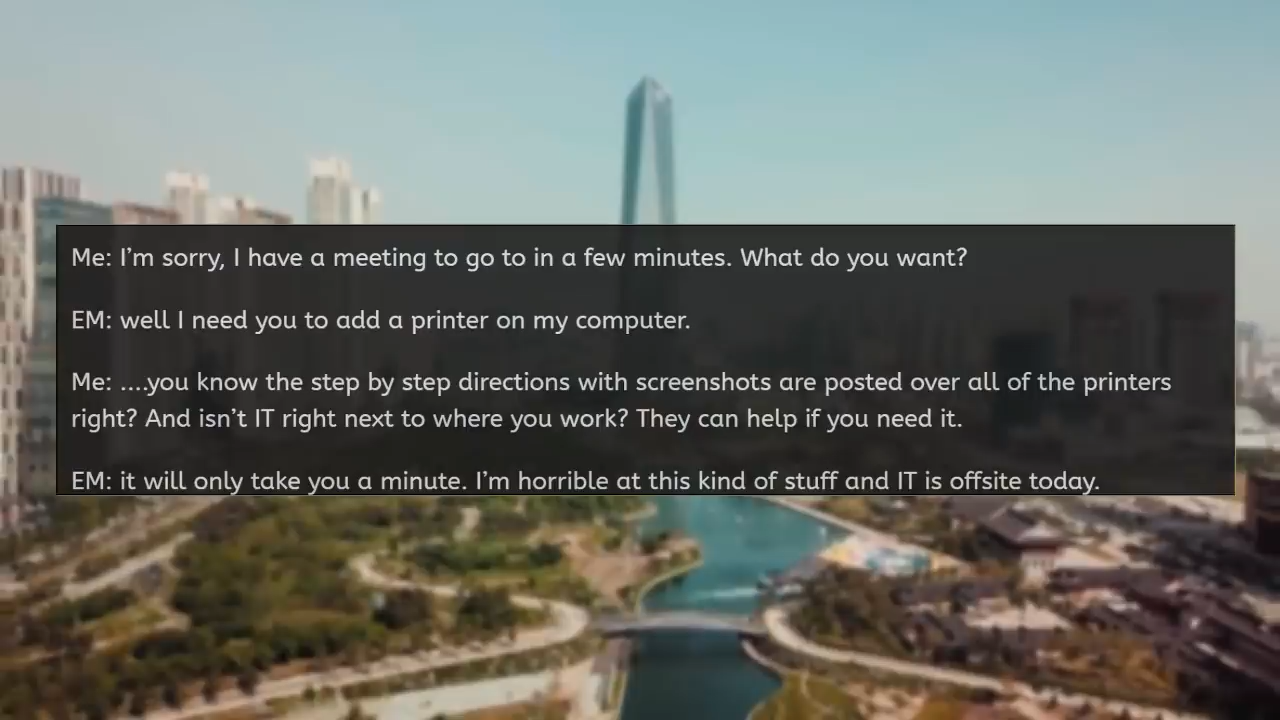 Me: I’m sorry, I have a meeting to go to in a few minutes. What do you want?
EM: well I need you to add a printer on my computer.
Me: ....you know the step by step directions with screenshots are posted over all of the printers
right? And isn’t IT right next to where you work? They can help if you need it.
EM: it will only take you a minute. I’m horrible at this kind of stuff and IT is offsite today.